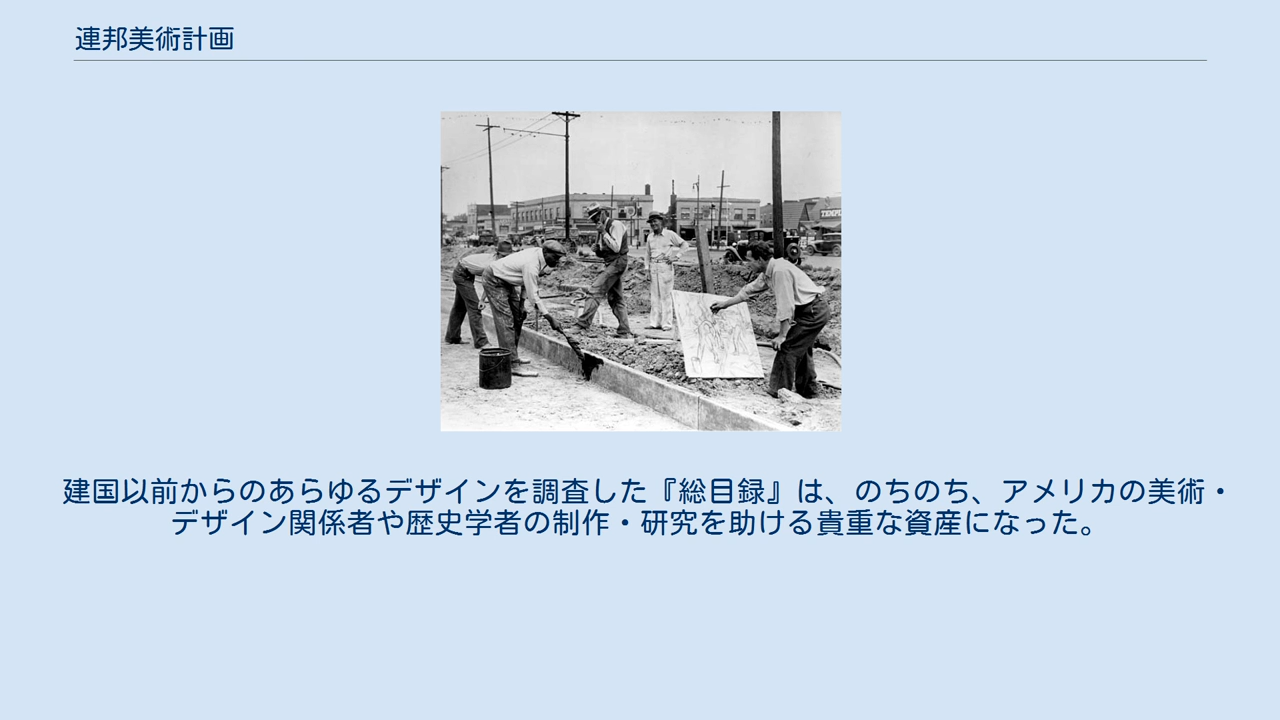 連邦美術計画
建国以前からのあらゆるデザインを調査した『総目録』は、のちのち、アメリカの美術・
デザイン関係者や歴史学者の制作・研究を助ける貴重な資産になった。